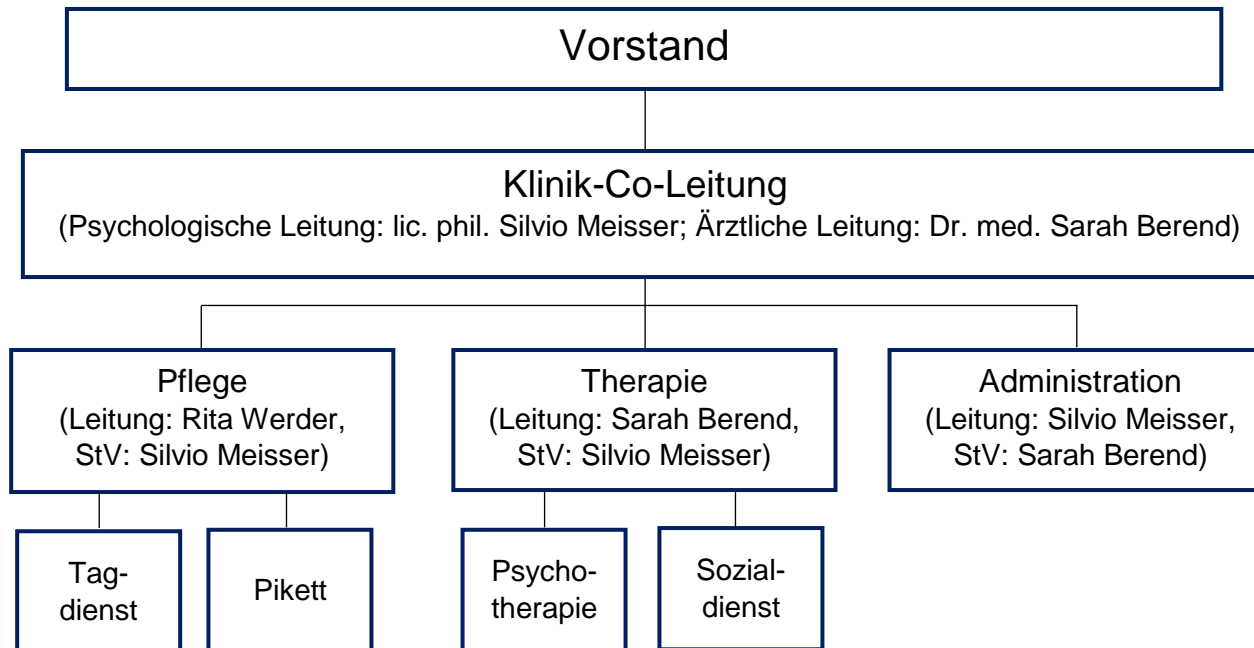 Vorstand
Klinik-Co-Leitung
(Psychologische Leitung: lic. phil. Silvio Meisser; Ärztliche Leitung: Dr. med. Sarah Berend)
Pflege
(Leitung: Rita Werder,
StV: Silvio Meisser)
Therapie
(Leitung: Sarah Berend,
StV: Silvio Meisser)
Administration
(Leitung: Silvio Meisser,
StV: Sarah Berend)
Tag-
dienst
Pikett
Psycho-
therapie
Sozial-
dienst